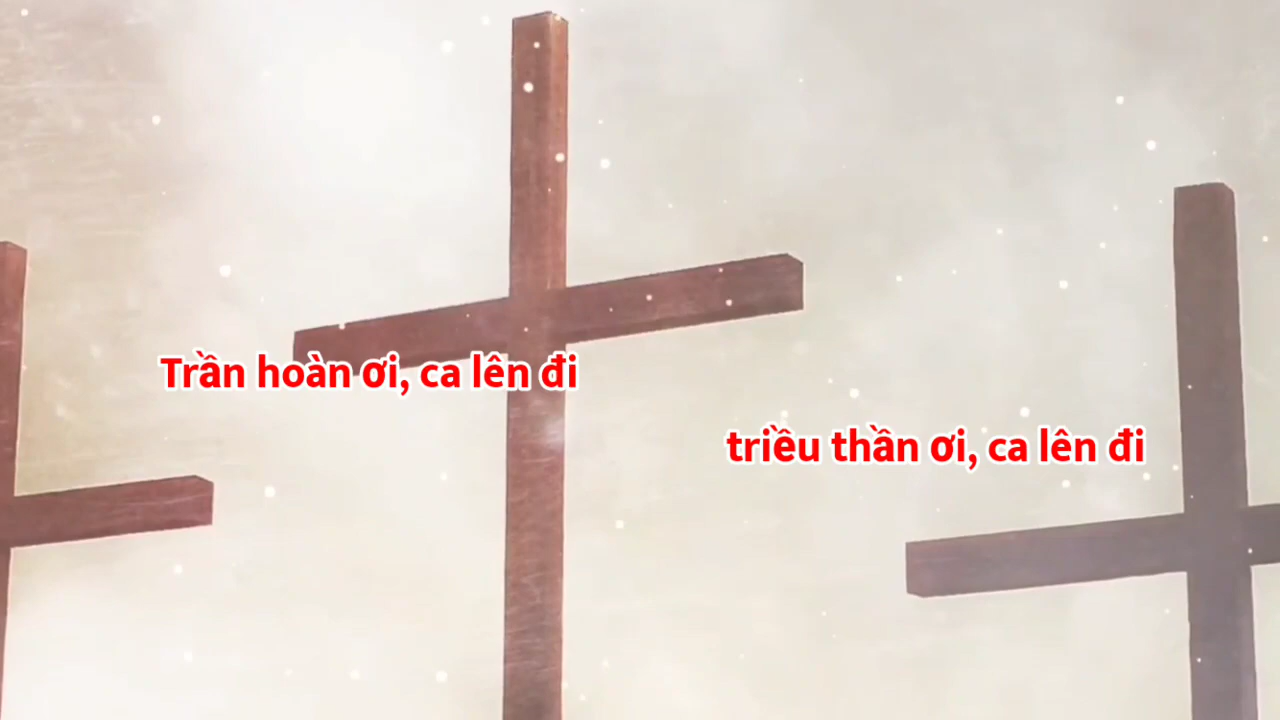 Trần hoàn ơi, ca lên đi
triều thần ơi, ca lên đi